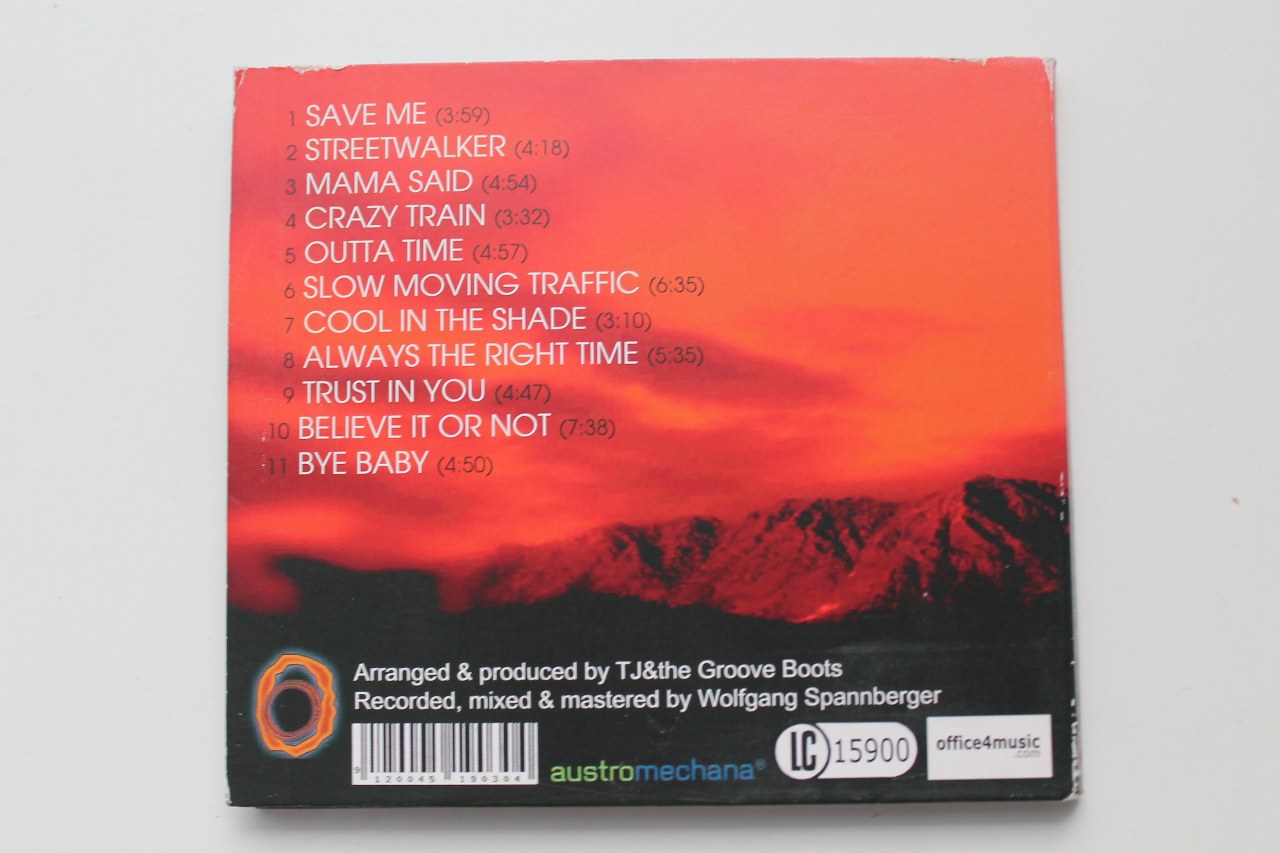 1 SAVE ME (3:59)
2 STREETWALKER (4:18)
3 MAMA SAID (4:54)
4 CRAZY TRAIN (3:32)
5 OUTTA TIME (4:57)
6 SLOW MOVING TRAFFIC (6:35)
7 COOL IN THE SHADE (3:10)
8 ALWAYS THE RIGHT TIME (5:35)
9 TRUST IN YOU (4:47)
10 BELIEVE IT OR NOT (7:38)
11 BYE BABY (4:50)
Arranged & produced by TJ&the Groove Boots
Recorded, mixed & mastered by Wolfgang Spannberger
9 120045 190304
austromechana®
LC 15900
office4music
.com